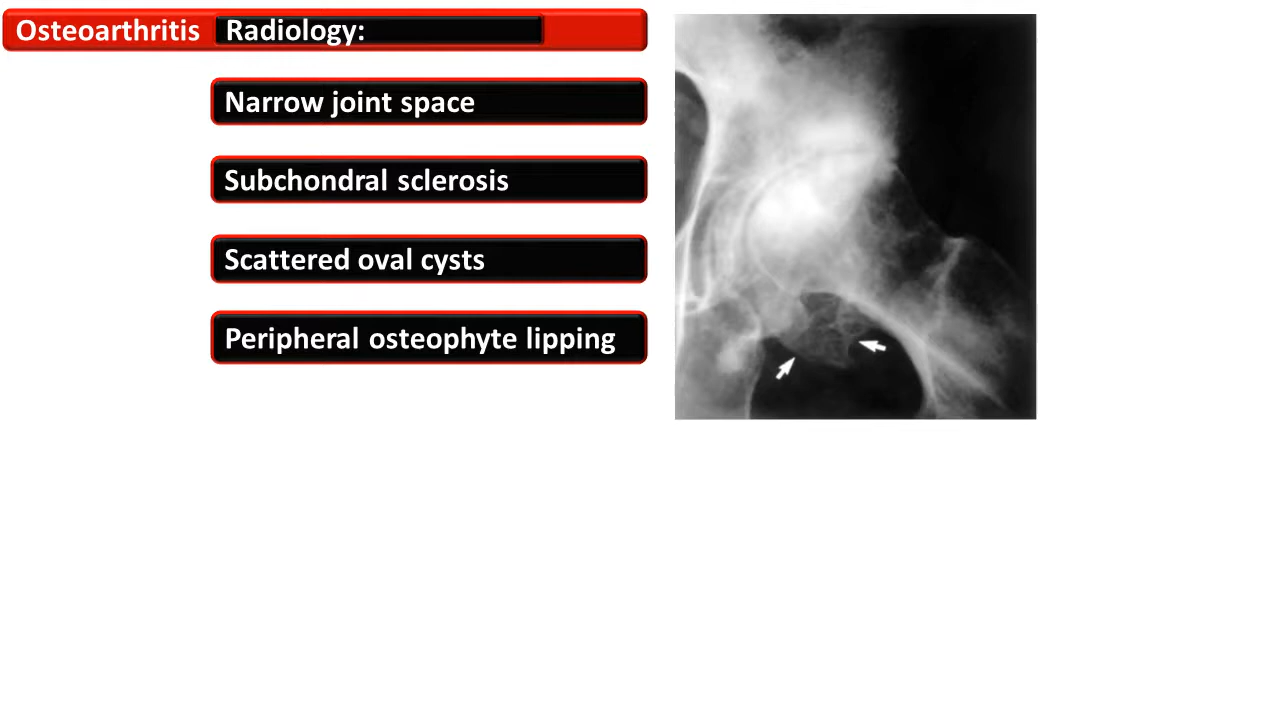 Osteoarthritis Radiology:
Narrow joint space
Subchondral sclerosis
Scattered oval cysts
Peripheral osteophyte lipping